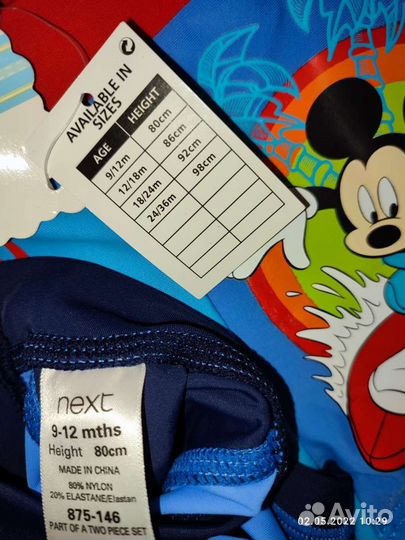 AVAILABLE IN
SIZES
AGE HEIGHT
9/12m 80cm
12/18m 86cm
18/24m 92cm
24/36m 98cm
next
9-12 mths
Height 80cm
MADE IN CHINA
80% NYLON
20% ELASTANE/Elastan
875-146
PART OF A TWO PIECE SET
02.05.2022 10:29
Avito